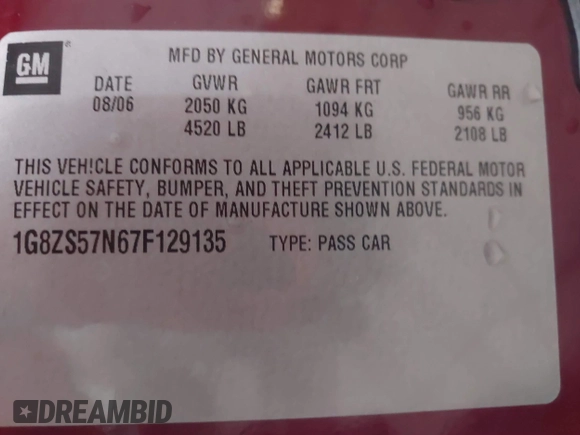 GM ®
MFD BY GENERAL MOTORS CORP
DATE GVWR GAWR FRT GAWR RR
08/06 2050 KG 1094 KG 956 KG
4520 LB 2412 LB 2108 LB
THIS VEHICLE CONFORMS TO ALL APPLICABLE U.S. FEDERAL MOTOR
VEHICLE SAFETY, BUMPER, AND THEFT PREVENTION STANDARDS IN
EFFECT ON THE DATE OF MANUFACTURE SHOWN ABOVE.
1G8ZS57N67F129135 TYPE: PASS CAR
DREAMBID